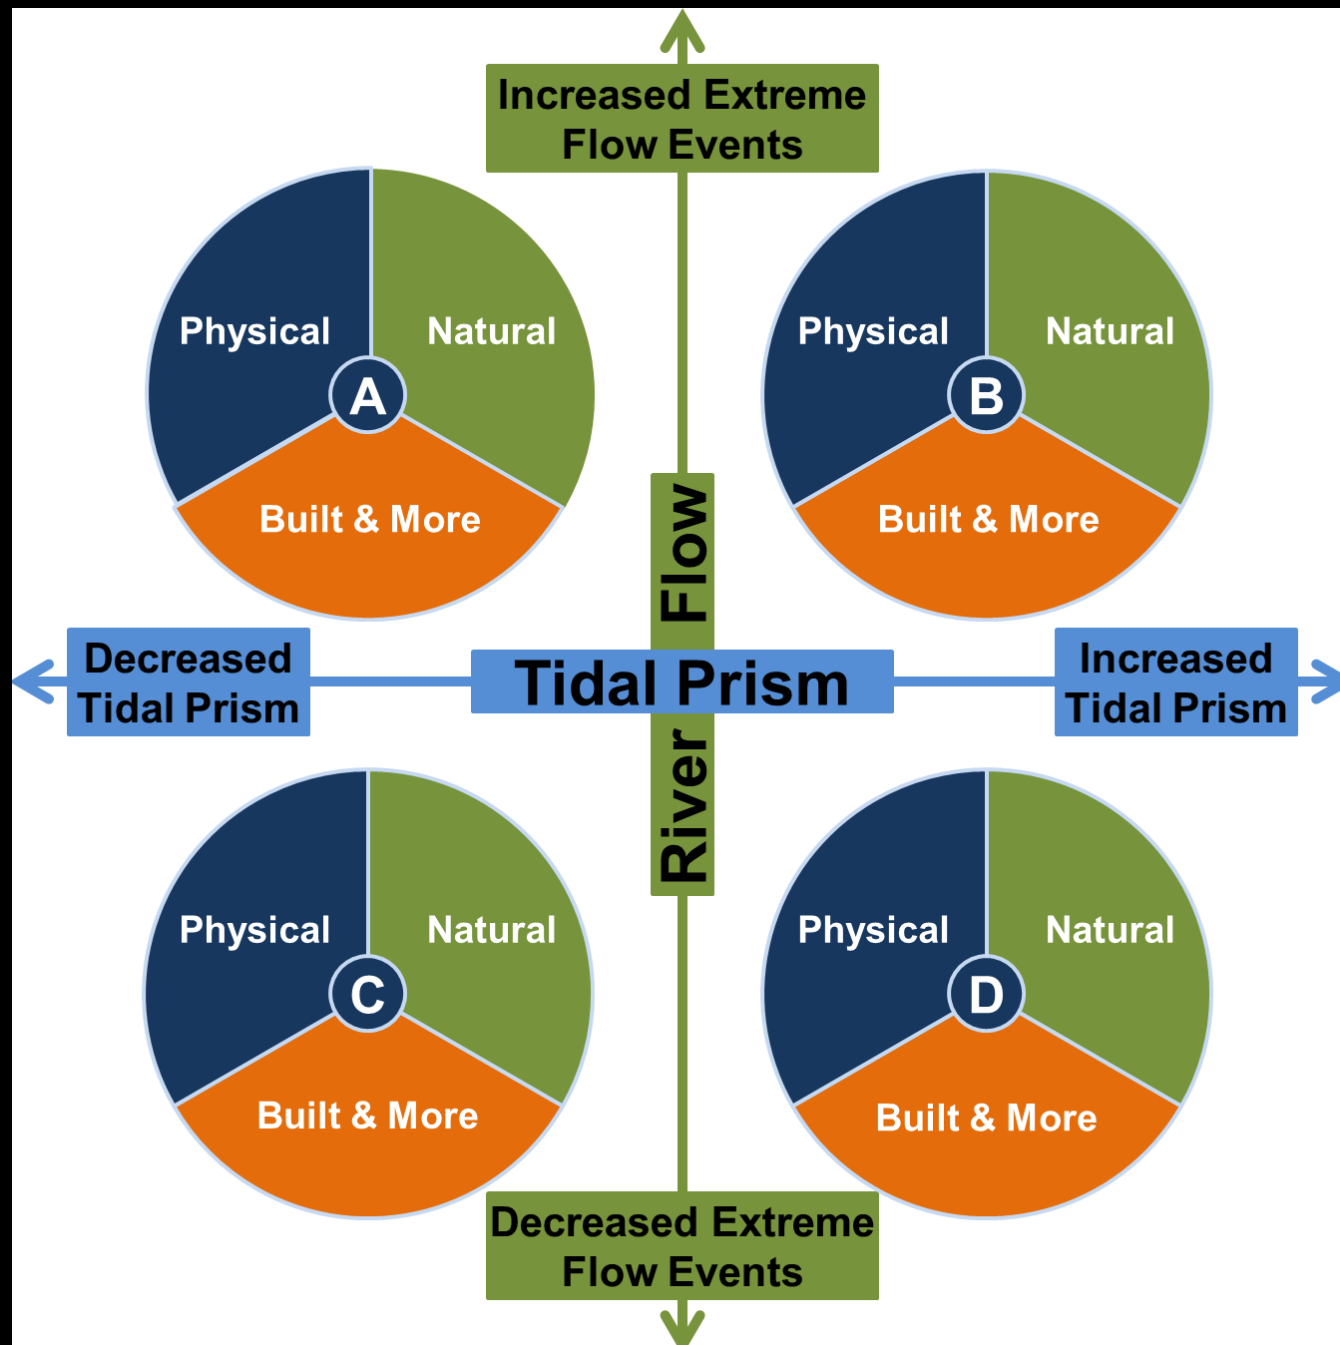 Increased Extreme
Flow Events
Physical
Natural
A
Built & More
Physical
Natural
B
Built & More
River Flow
Decreased
Tidal Prism
Tidal Prism
Increased
Tidal Prism
Physical
Natural
C
Built & More
Physical
Natural
D
Built & More
Decreased Extreme
Flow Events